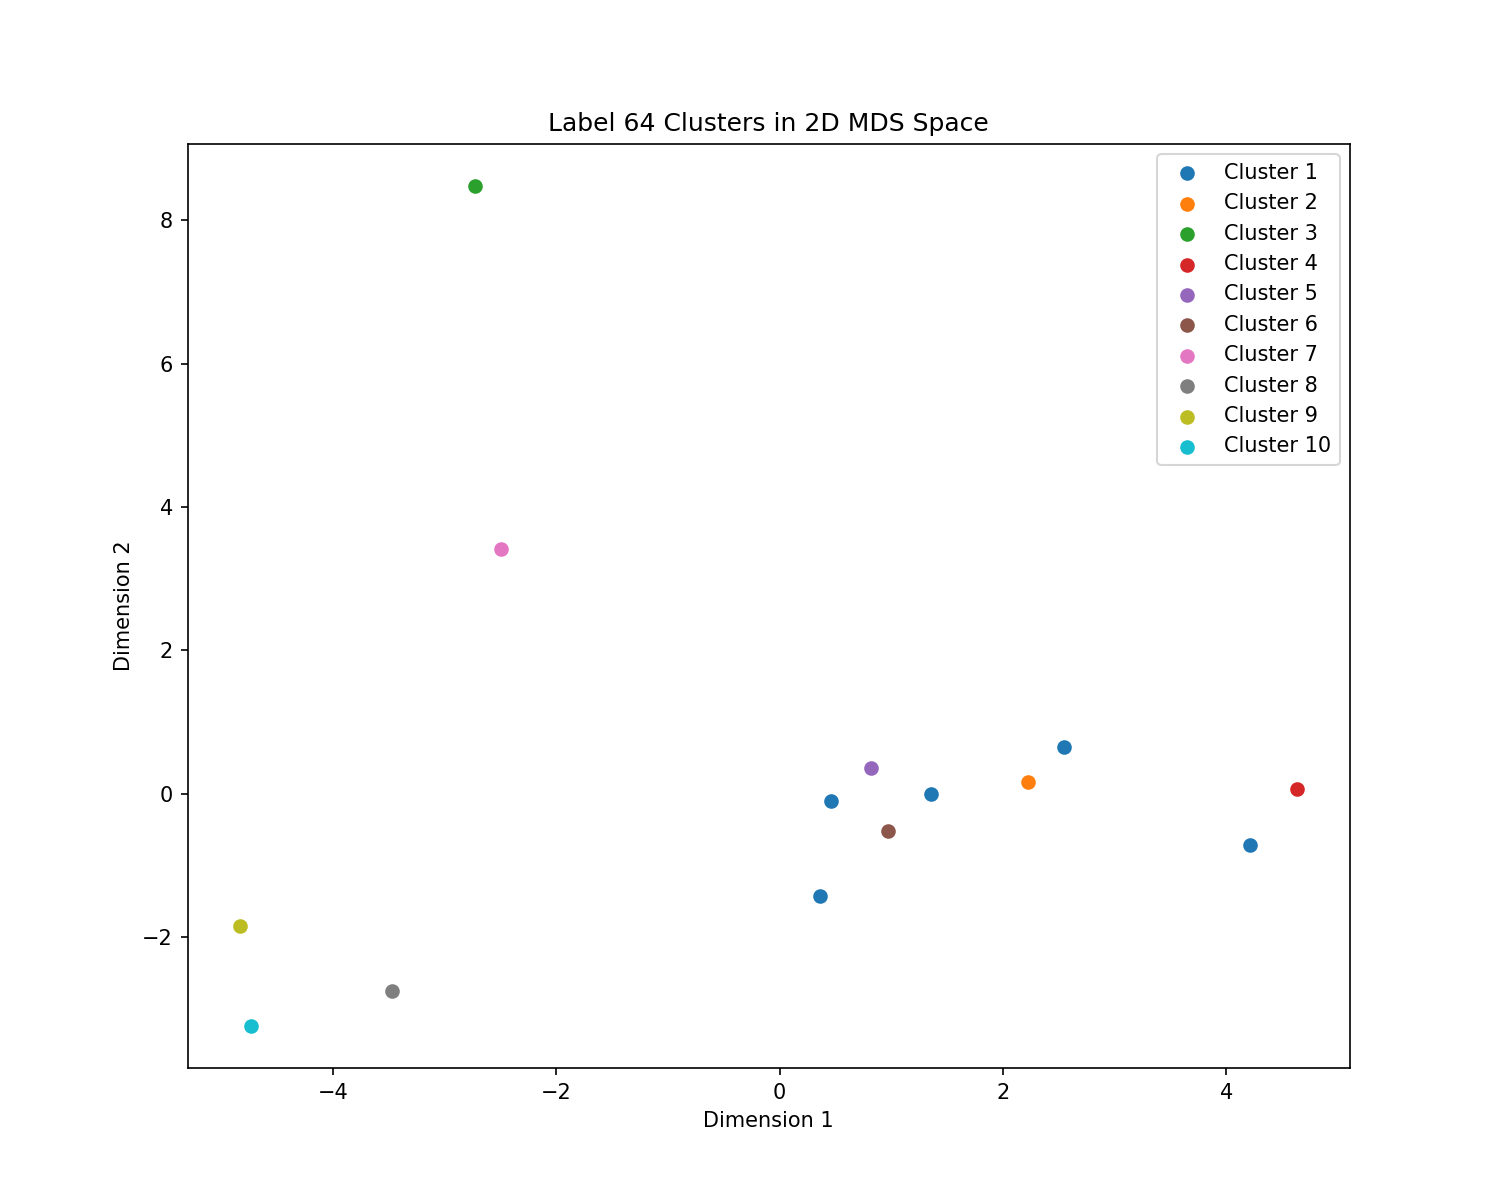 Label 64 Clusters in 2D MDS Space
Cluster 1
Cluster 2
Cluster 3
Cluster 4
Cluster 5
Cluster 6
Cluster 7
Cluster 8
Cluster 9
Cluster 10
8
6
4
2
0
−2
Dimension 2
−4
−2
0
2
4
Dimension 1